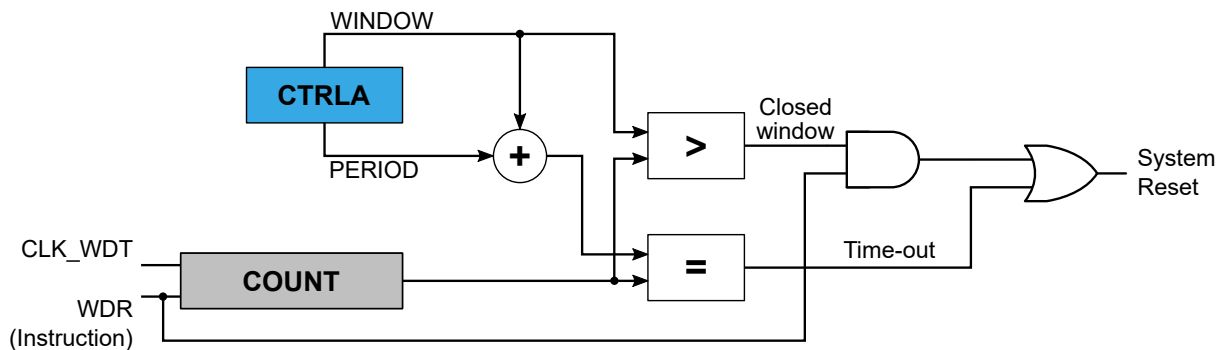 WINDOW
CTRLA
PERIOD
+
>
Closed
window
System
Reset
CLK_WDT
COUNT
=
Time-out
WDR
(Instruction)